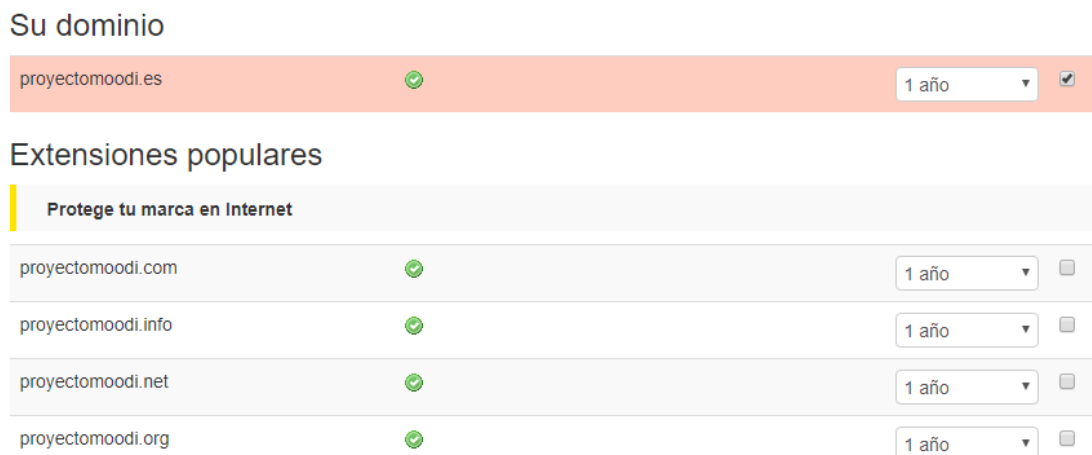 Su dominio
proyectomoodi.es 1 año
Extensiones populares
Protege tu marca en Internet
proyectomoodi.com 1 año
proyectomoodi.info 1 año
proyectomoodi.net 1 año
proyectomoodi.org 1 año